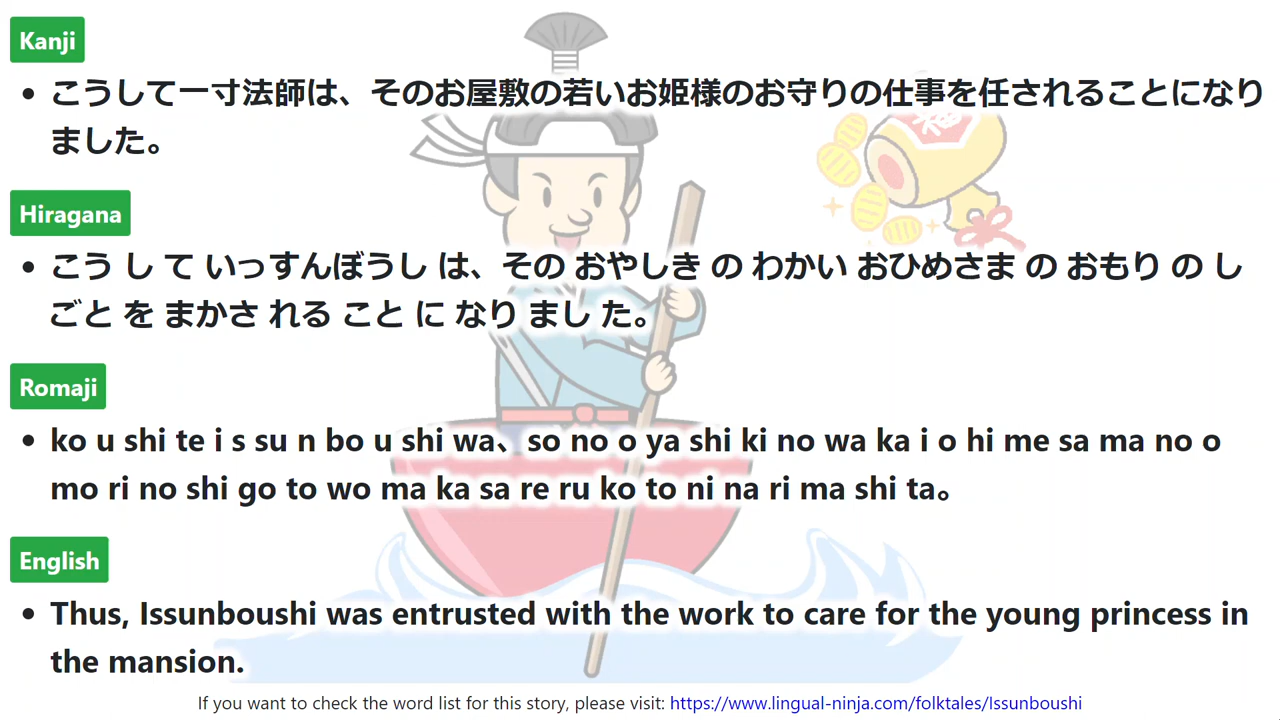 Kanji
• こうして一寸法師は、そのお屋敷の若いお姫様のお守りの仕事を任されることになり
ました。
福
Hiragana
• こう し て いっすんぼうし は、その おやしき の わかい おひめさま の おもり の し
ごと を まかさ れる こと に なり まし た。
Romaji
• ko u shi te i s su n bo u shi wa、so no o ya shi ki no wa ka i o hi me sa ma no o
mo ri no shi go to wo ma ka sa re ru ko to ni na ri ma shi ta。
English
• Thus, Issunboushi was entrusted with the work to care for the young princess in
the mansion.
If you want to check the word list for this story, please visit: https://www.lingual-ninja.com/folktales/Issunboushi